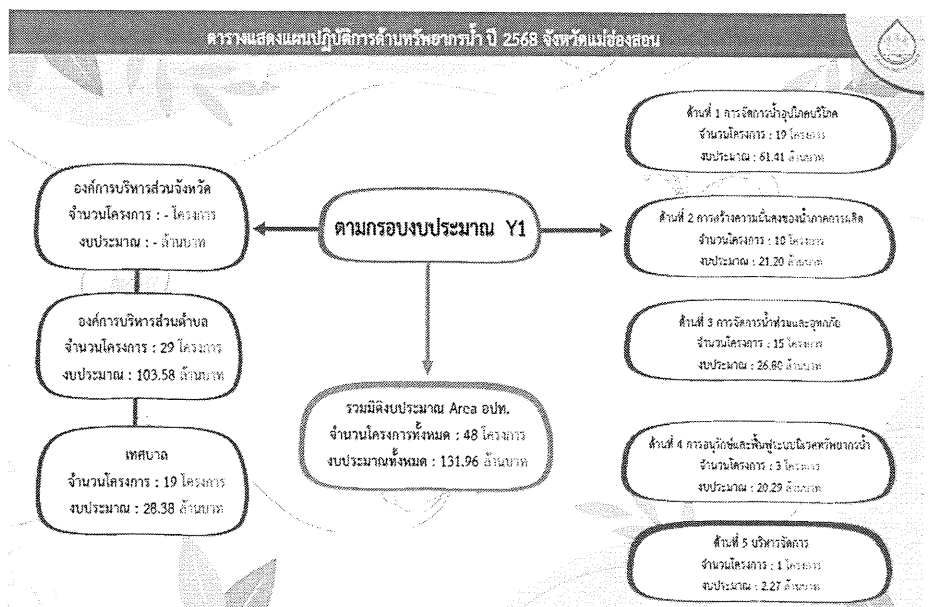 ตารางแสดงแผนปฏิบัติการด้านทรัพยากรน้ำ ปี 2568 จังหวัดแม่ฮ่องสอน
องค์การบริหารส่วนจังหวัด
จำนวนโครงการ : - โครงการ
งบประมาณ : - ล้านบาท
องค์การบริหารส่วนตำบล
จำนวนโครงการ : 29 โครงการ
งบประมาณ : 103.58 ล้านบาท
เทศบาล
จำนวนโครงการ : 19 โครงการ
งบประมาณ : 28.38 ล้านบาท
ตามกรอบงบประมาณ Y1
รวมมิติงบประมาณ Area อปท.
จำนวนโครงการทั้งหมด : 48 โครงการ
งบประมาณทั้งหมด : 131.96 ล้านบาท
ด้านที่ 1 การจัดการน้ำอุปโภคบริโภค
จำนวนโครงการ : 19 โครงการ
งบประมาณ : 61.41 ล้านบาท
ด้านที่ 2 การสร้างความมั่นคงของน้ำภาคการผลิต
จำนวนโครงการ : 10 โครงการ
งบประมาณ : 21.20 ล้านบาท
ด้านที่ 3 การจัดการน้ำท่วมและอุทกภัย
จำนวนโครงการ : 15 โครงการ
งบประมาณ : 26.80 ล้านบาท
ด้านที่ 4 การอนุรักษ์และฟื้นฟูระบบนิเวศทรัพยากรน้ำ
จำนวนโครงการ : 3 โครงการ
งบประมาณ : 20.29 ล้านบาท
ด้านที่ 5 บริหารจัดการ
จำนวนโครงการ : 1 โครงการ
งบประมาณ : 2.27 ล้านบาท